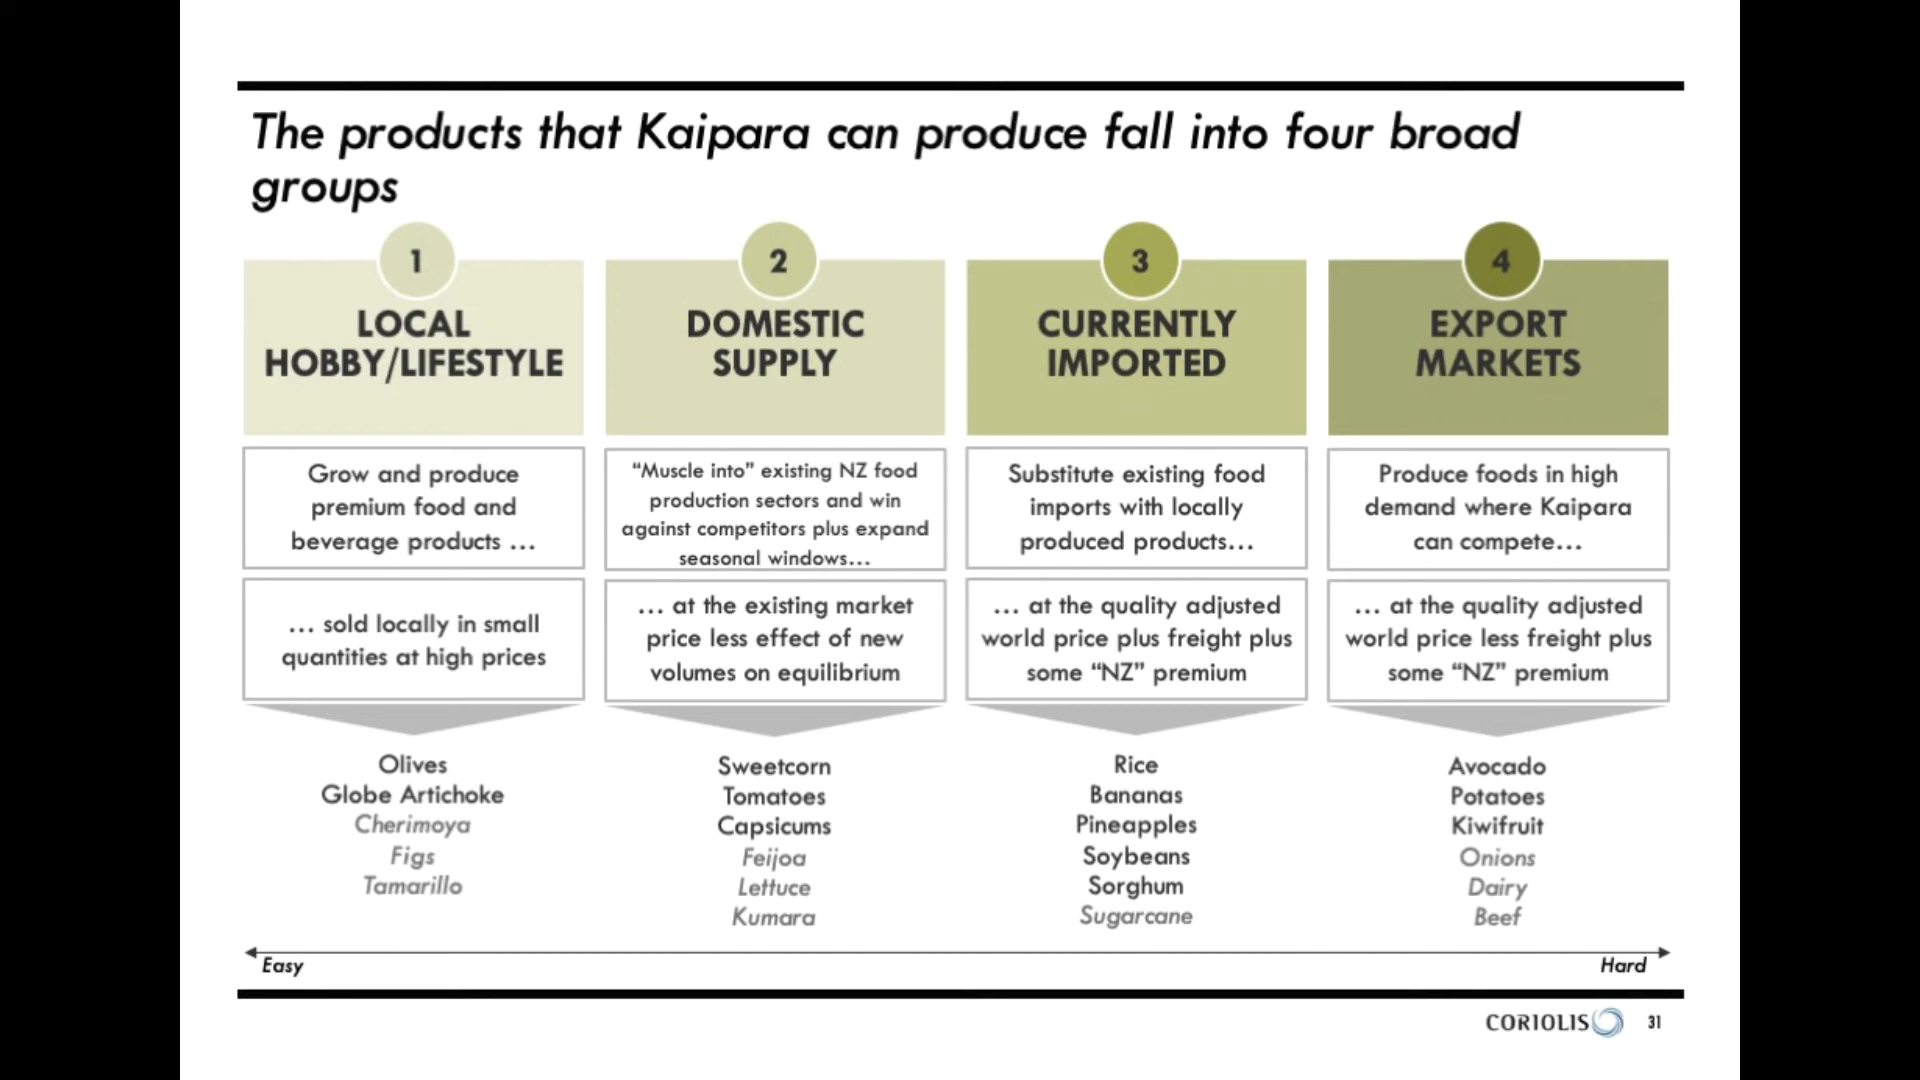 The products that Kaipara can produce fall into four broad
groups
1
LOCAL
HOBBY/LIFESTYLE
Grow and produce
premium food and
beverage products …
… sold locally in small
quantities at high prices
Olives
Globe Artichoke
Cherimoya
Figs
Tamarillo
2
DOMESTIC
SUPPLY
“Muscle into” existing NZ food
production sectors and win
against competitors plus expand
seasonal windows…
… at the existing market
price less effect of new
volumes on equilibrium
Sweetcorn
Tomatoes
Capsicums
Feijoa
Lettuce
Kumara
3
CURRENTLY
IMPORTED
Substitute existing food
imports with locally
produced products…
… at the quality adjusted
world price plus freight plus
some “NZ” premium
Rice
Bananas
Pineapples
Soybeans
Sorghum
Sugarcane
4
EXPORT
MARKETS
Produce foods in high
demand where Kaipara
can compete…
… at the quality adjusted
world price less freight plus
some “NZ” premium
Avocado
Potatoes
Kiwifruit
Onions
Dairy
Beef
Easy
Hard
CORIOLIS
31